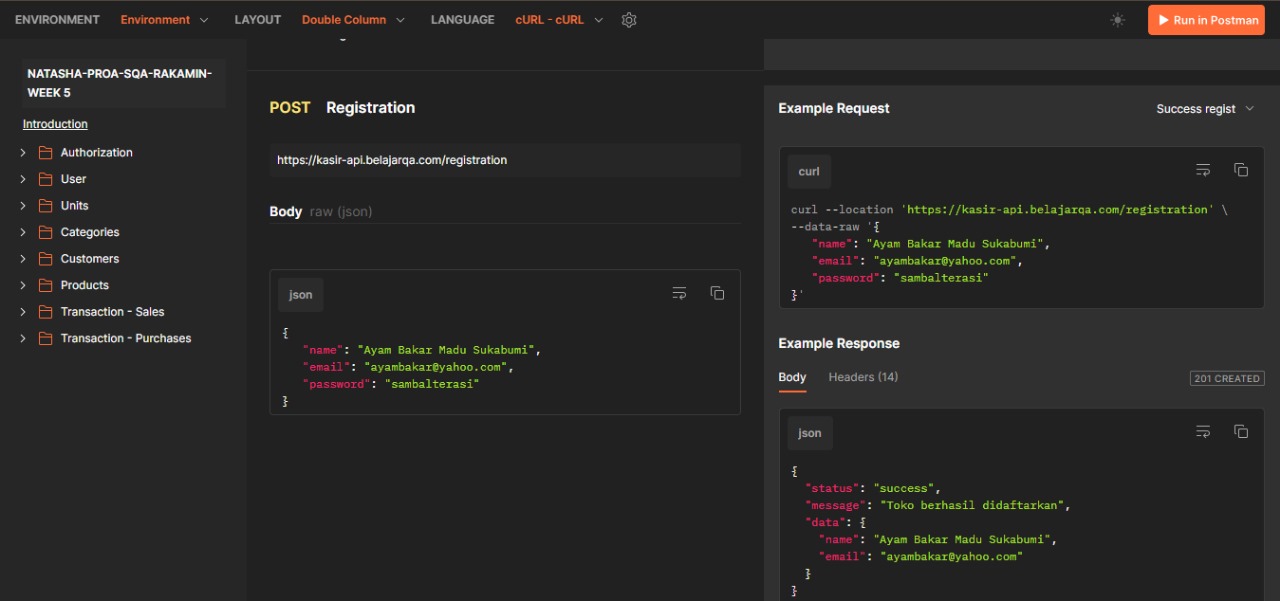 ENVIRONMENT Environment LAYOUT Double Column LANGUAGE cURL - cURL Run in Postman
NATASHA-PROA-SQA-RAKAMIN-
WEEK 5
Introduction
Authorization
User
Units
Categories
Customers
Products
Transaction - Sales
Transaction - Purchases
POST Registration
https://kasir-api.belajarqa.com/registration
Body raw (json)
json
{
"name": "Ayam Bakar Madu Sukabumi",
"email": "ayambakar@yahoo.com",
"password": "sambalterasi"
}
Example Request Success regist
curl
curl --location 'https://kasir-api.belajarqa.com/registration' \
--data-raw '{
"name": "Ayam Bakar Madu Sukabumi",
"email": "ayambakar@yahoo.com",
"password": "sambalterasi"
}'
Example Response
Body Headers (14) 201 CREATED
json
{
"status": "success",
"message": "Toko berhasil didaftarkan",
"data": {
"name": "Ayam Bakar Madu Sukabumi",
"email": "ayambakar@yahoo.com"
}
}